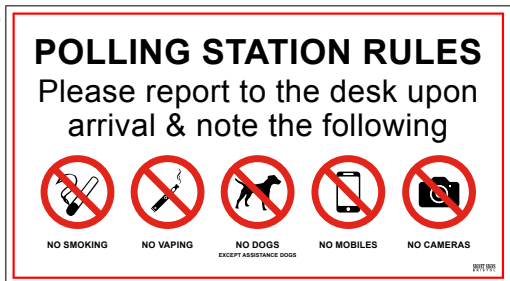 POLLING STATION RULES
Please report to the desk upon
arrival & note the following
NO SMOKING NO VAPING NO DOGS NO MOBILES NO CAMERAS
EXCEPT ASSISTANCE DOGS